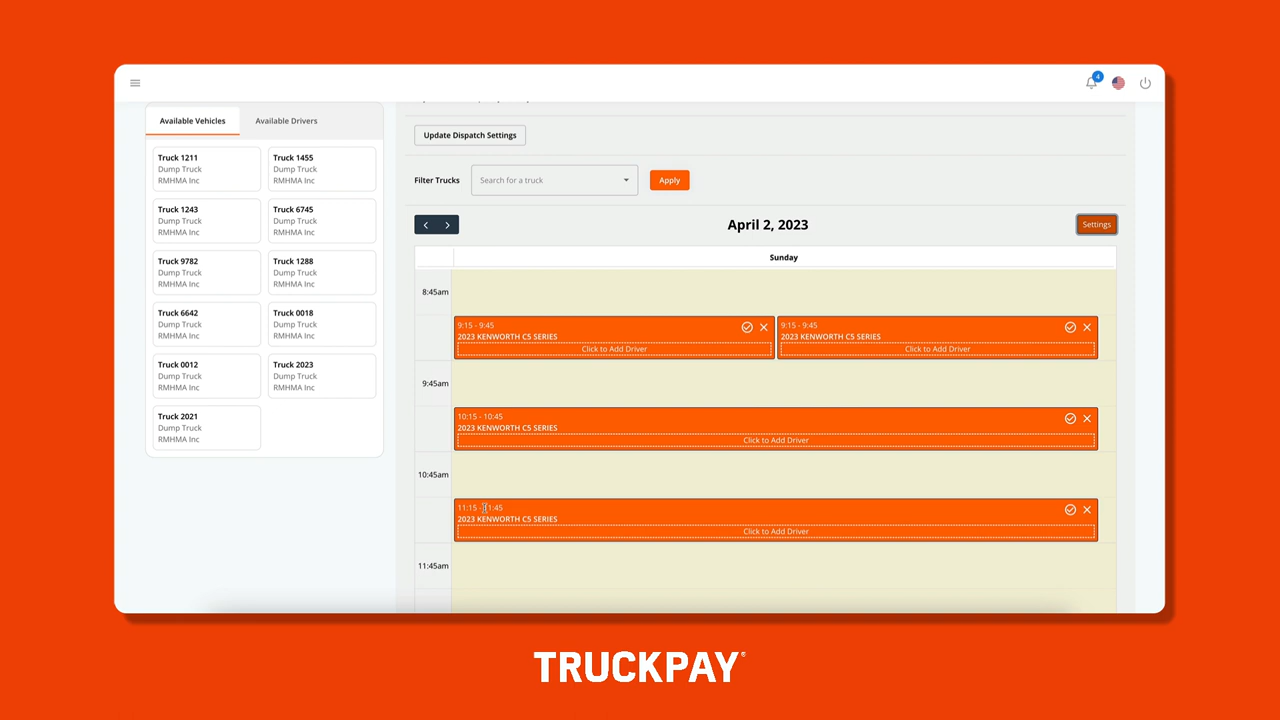 4
Available Vehicles
Available Drivers
Truck 1211
Dump Truck
RMHMA Inc
Truck 1455
Dump Truck
RMHMA Inc
Truck 1243
Dump Truck
RMHMA Inc
Truck 6745
Dump Truck
RMHMA Inc
Truck 9782
Dump Truck
RMHMA Inc
Truck 1288
Dump Truck
RMHMA Inc
Truck 6642
Dump Truck
RMHMA Inc
Truck 0018
Dump Truck
RMHMA Inc
Truck 0012
Dump Truck
RMHMA Inc
Truck 2023
Dump Truck
RMHMA Inc
Truck 2021
Dump Truck
RMHMA Inc
Update Dispatch Settings
Filter Trucks
Search for a truck
Apply
April 2, 2023
Settings
Sunday
8:45am
9:15 - 9:45
2023 KENWORTH C5 SERIES
Click to Add Driver
9:15 - 9:45
2023 KENWORTH C5 SERIES
Click to Add Driver
9:45am
10:15 - 10:45
2023 KENWORTH C5 SERIES
Click to Add Driver
10:45am
11:15 - 11:45
2023 KENWORTH C5 SERIES
Click to Add Driver
11:45am
TRUCKPAY®